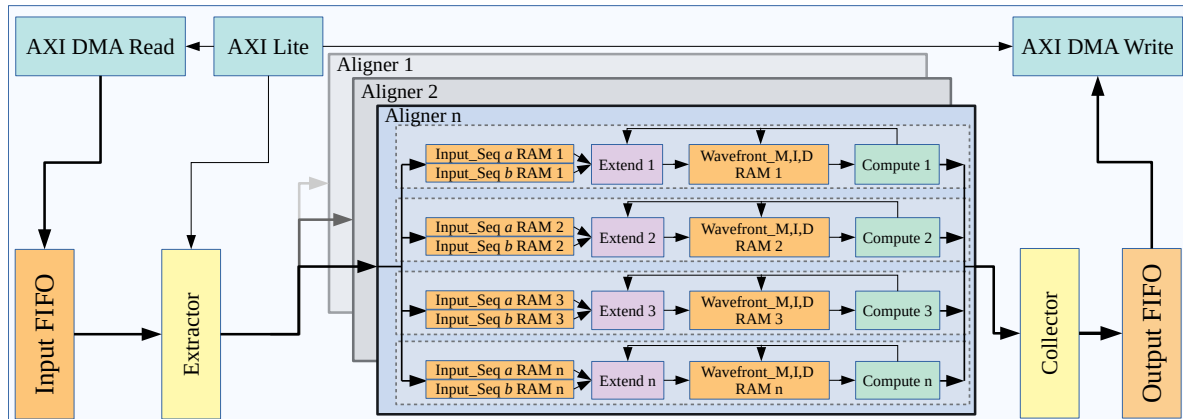 AXI DMA Read
AXI Lite
AXI DMA Write
Aligner 1
Aligner 2
Aligner n
Input_Seq a RAM 1
Input_Seq b RAM 1
Extend 1
Wavefront_M,I,D
RAM 1
Compute 1
Input_Seq a RAM 2
Input_Seq b RAM 2
Extend 2
Wavefront_M,I,D
RAM 2
Compute 2
Input_Seq a RAM 3
Input_Seq b RAM 3
Extend 3
Wavefront_M,I,D
RAM 3
Compute 3
Input_Seq a RAM n
Input_Seq b RAM n
Extend n
Wavefront_M,I,D
RAM n
Compute n
Input FIFO
Extractor
Collector
Output FIFO